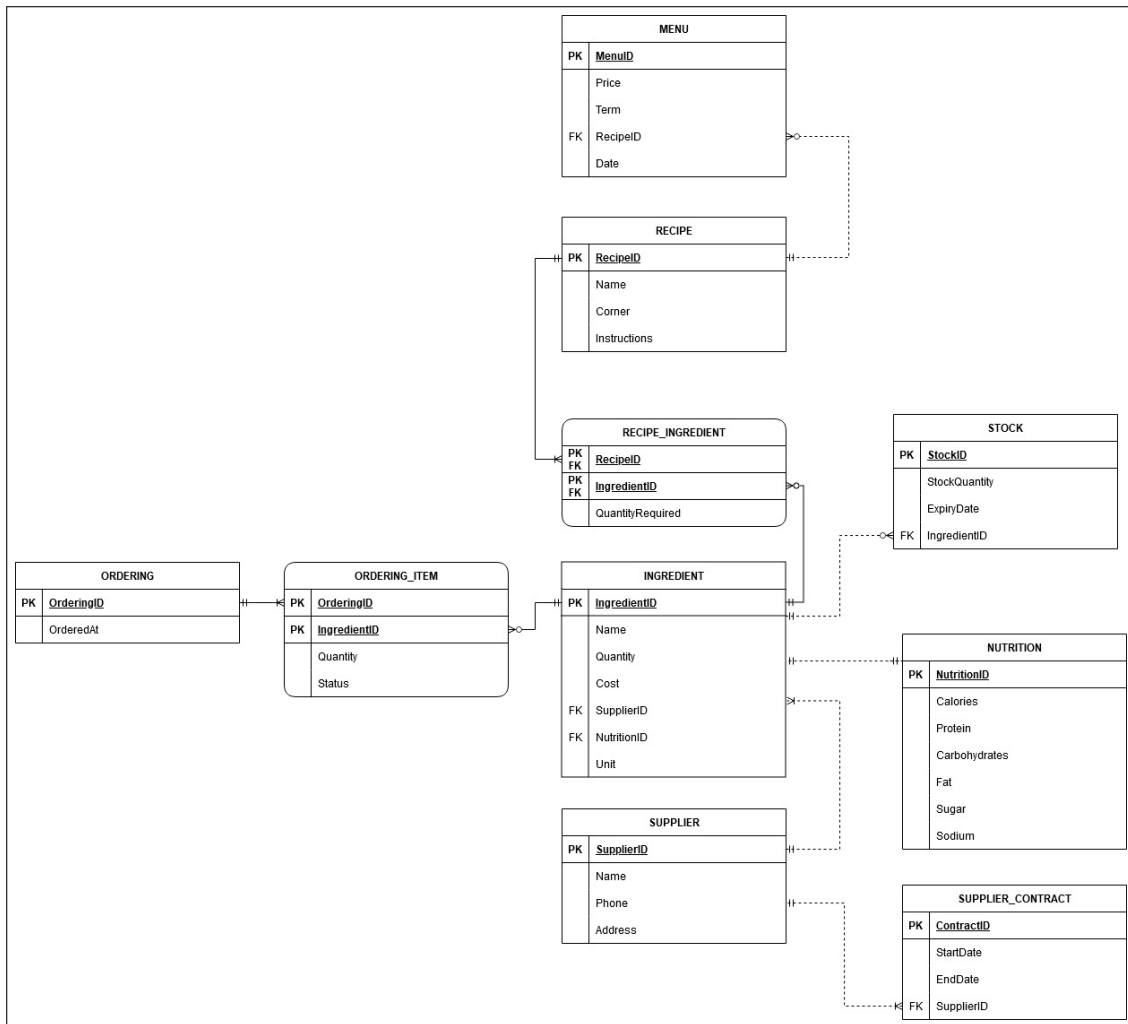 MENU
PK MenuID
Price
Term
FK RecipeID
Date
RECIPE
PK RecipeID
Name
Corner
Instructions
RECIPE_INGREDIENT
PK
FK RecipeID
PK
FK IngredientID
QuantityRequired
STOCK
PK StockID
StockQuantity
ExpiryDate
FK IngredientID
ORDERING
PK OrderingID
OrderedAt
ORDERING_ITEM
PK OrderingID
PK IngredientID
Quantity
Status
INGREDIENT
PK IngredientID
Name
Quantity
Cost
FK SupplierID
FK NutritionID
Unit
NUTRITION
PK NutritionID
Calories
Protein
Carbohydrates
Fat
Sugar
Sodium
SUPPLIER
PK SupplierID
Name
Phone
Address
SUPPLIER_CONTRACT
PK ContractID
StartDate
EndDate
FK SupplierID